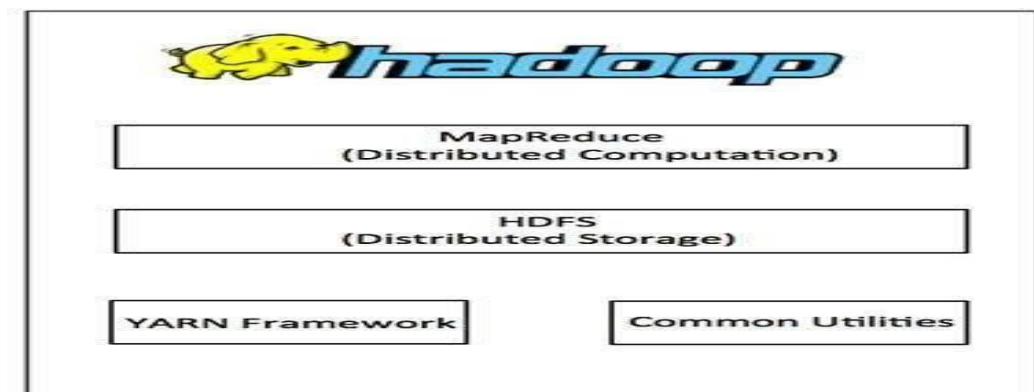 hadoop
MapReduce
(Distributed Computation)
HDFS
(Distributed Storage)
YARN Framework
Common Utilities